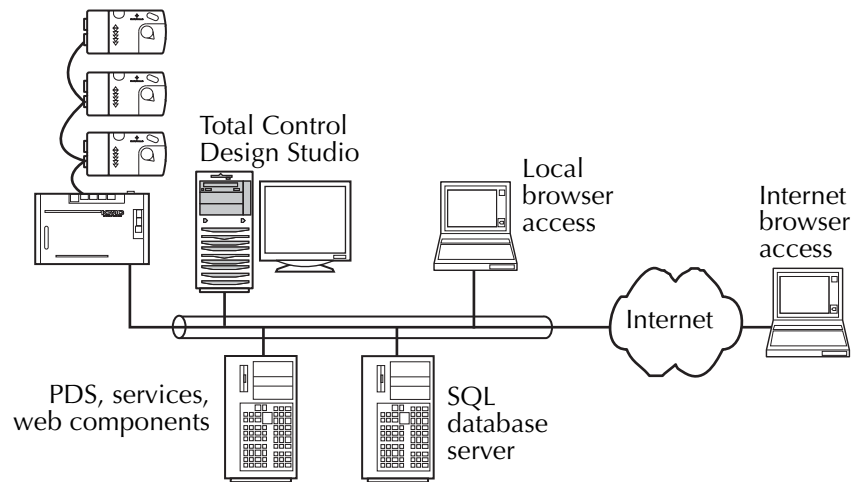 Total Control
Design Studio
Local
browser
access
Internet
browser
access
Internet
PDS, services,
web components
SQL
database
server